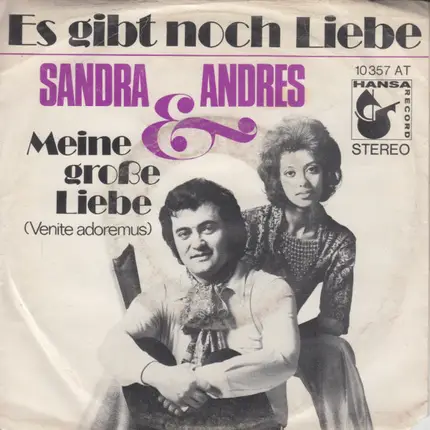 Es gibt noch Liebe
SANDRA & ANDRES
10 357 AT
HANSA
RECORD
STEREO
Meine
große
Liebe
(Venite adoremus)